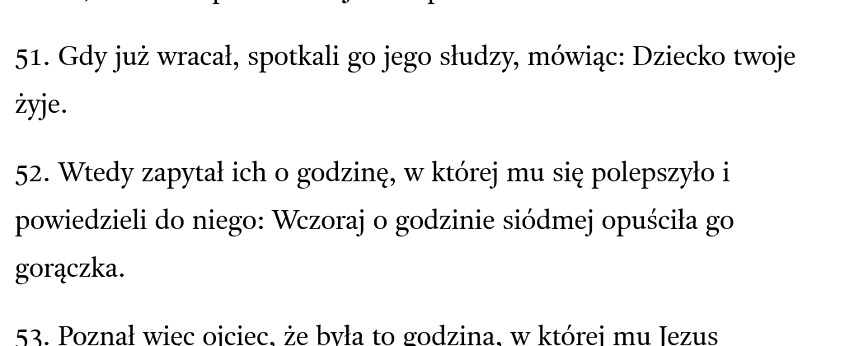 51. Gdy już wracał, spotkali go jego słudzy, mówiąc: Dziecko twoje
żyje.
52. Wtedy zapytał ich o godzinę, w której mu się polepszyło i
powiedzieli do niego: Wczoraj o godzinie siódmej opuściła go
gorączka.
53. Poznał więc ojciec, że była to godzina, w której mu Jezus